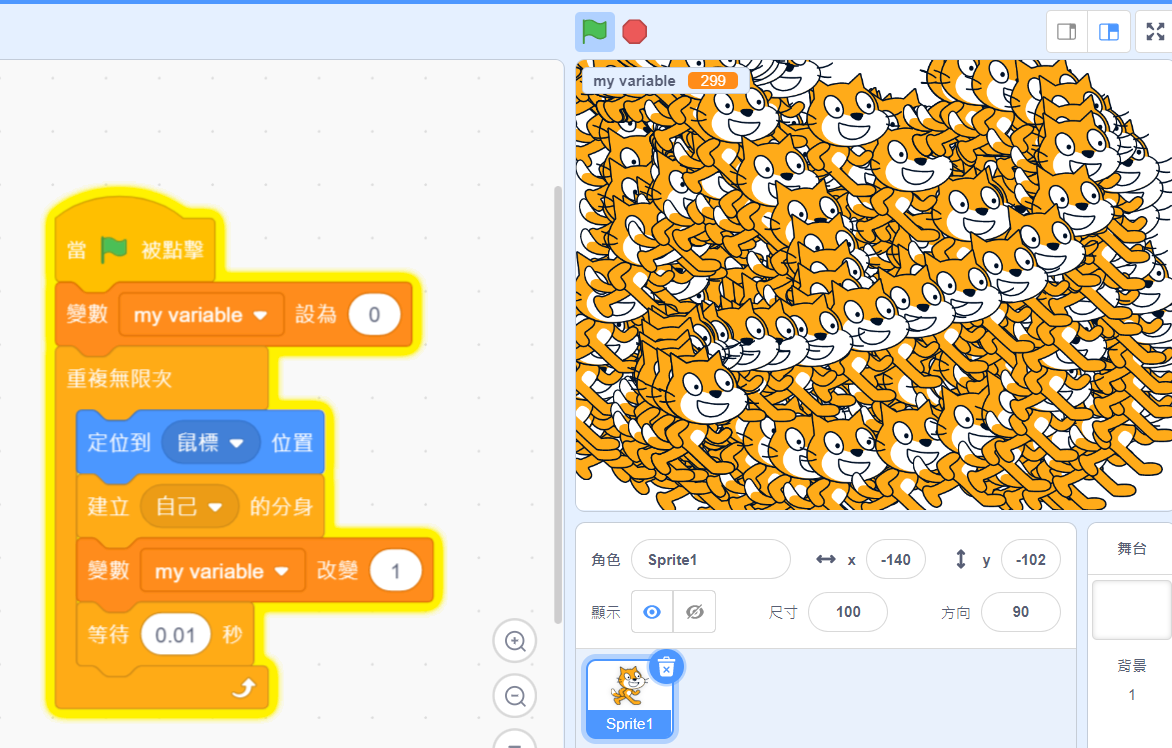 my variable 299
當 被點擊
變數 my variable 設為 0
重複無限次
定位到 鼠標 位置
建立 自己 的分身
變數 my variable 改變 1
等待 0.01 秒
角色 Sprite1 x -140 y -102
顯示 尺寸 100 方向 90
Sprite1
舞台
背景
1